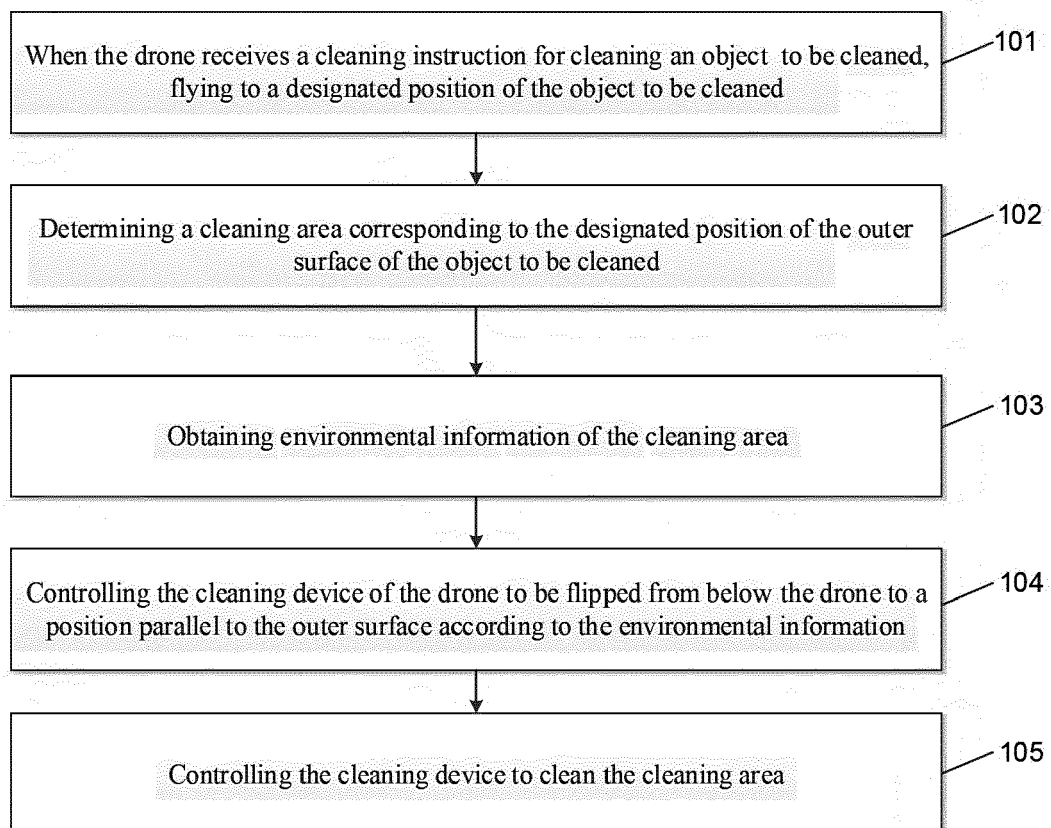 When the drone receives a cleaning instruction for cleaning an object to be cleaned,
flying to a designated position of the object to be cleaned
101
Determining a cleaning area corresponding to the designated position of the outer
surface of the object to be cleaned
102
Obtaining environmental information of the cleaning area
103
Controlling the cleaning device of the drone to be flipped from below the drone to a
position parallel to the outer surface according to the environmental information
104
Controlling the cleaning device to clean the cleaning area
105